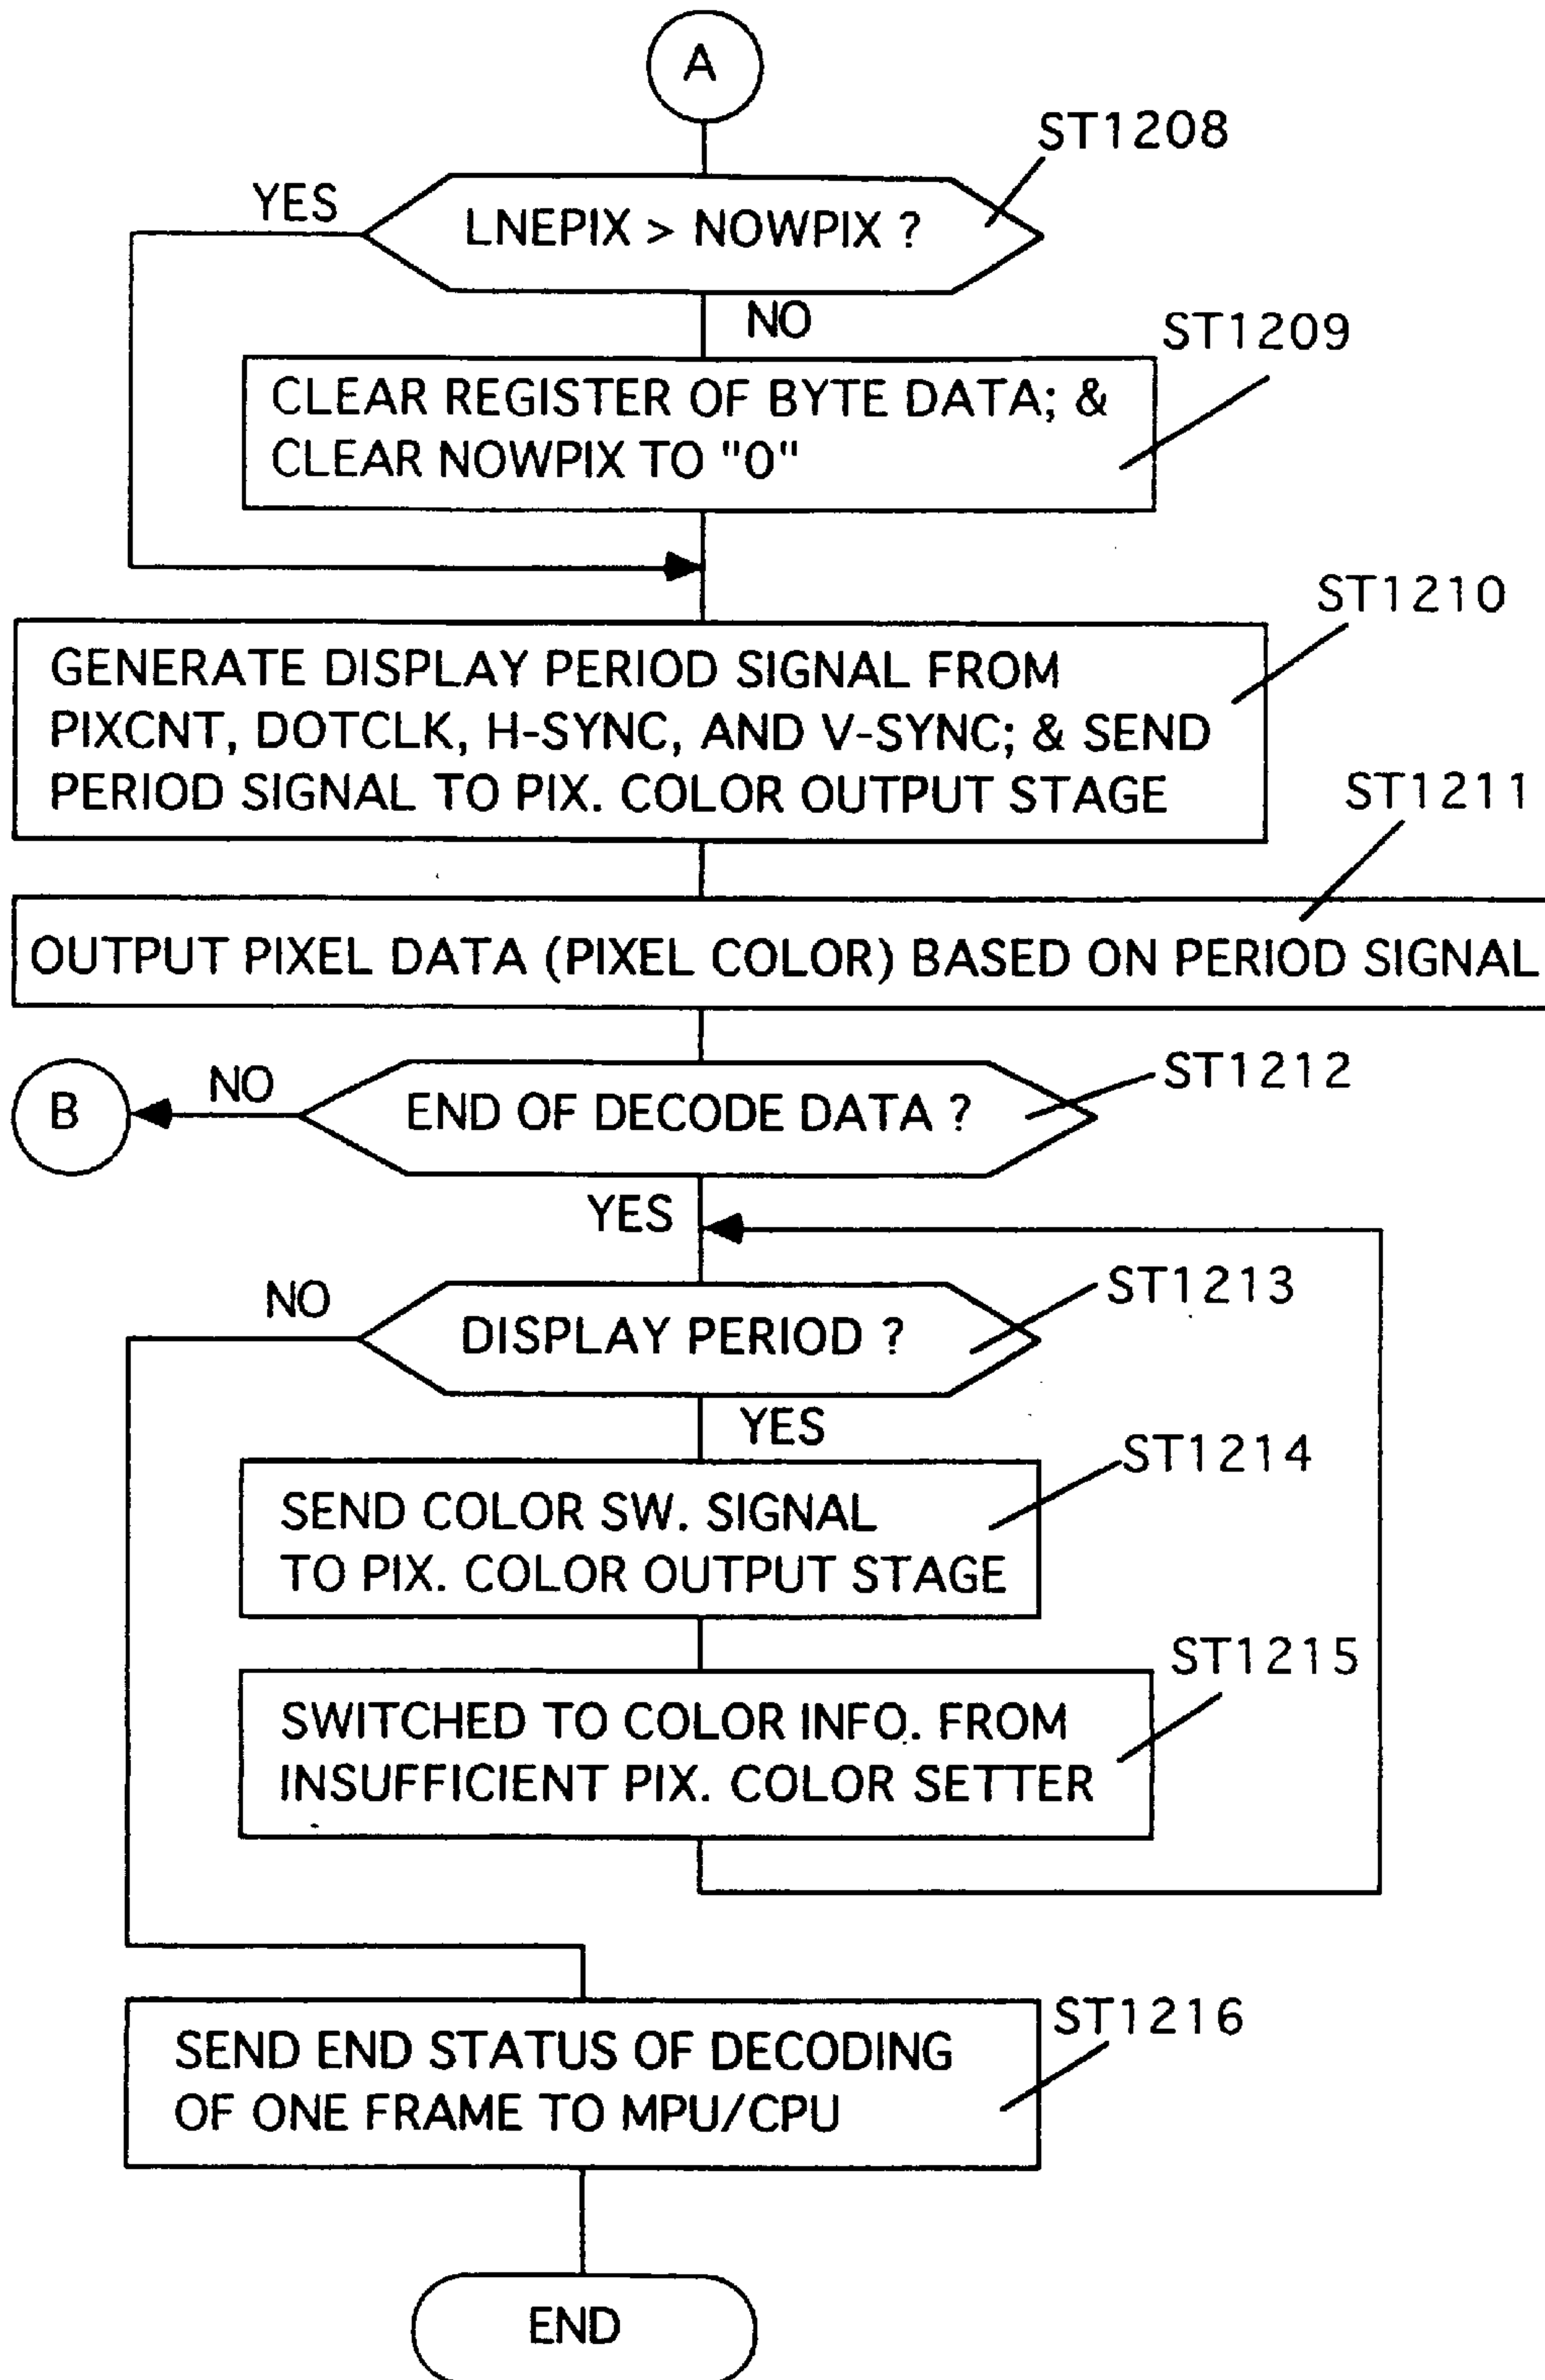 A
ST1208
YES
LNEPIX > NOWPIX ?
NO
ST1209
CLEAR REGISTER OF BYTE DATA; &
CLEAR NOWPIX TO "0"
ST1210
GENERATE DISPLAY PERIOD SIGNAL FROM
PIXCNT, DOTCLK, H-SYNC, AND V-SYNC; & SEND
PERIOD SIGNAL TO PIX. COLOR OUTPUT STAGE
ST1211
OUTPUT PIXEL DATA (PIXEL COLOR) BASED ON PERIOD SIGNAL
B
NO
END OF DECODE DATA ?
ST1212
YES
NO
DISPLAY PERIOD ?
ST1213
YES
ST1214
SEND COLOR SW. SIGNAL
TO PIX. COLOR OUTPUT STAGE
ST1215
SWITCHED TO COLOR INFO. FROM
INSUFFICIENT PIX. COLOR SETTER
ST1216
SEND END STATUS OF DECODING
OF ONE FRAME TO MPU/CPU
END